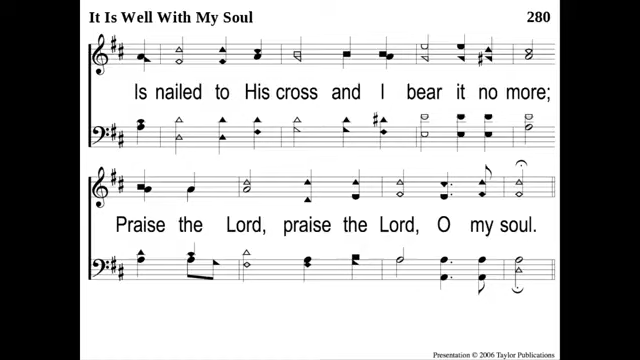 It Is Well With My Soul 280
Is nailed to His cross and I bear it no more;
Praise the Lord, praise the Lord, O my soul.
Presentation © 2006 Taylor Publications